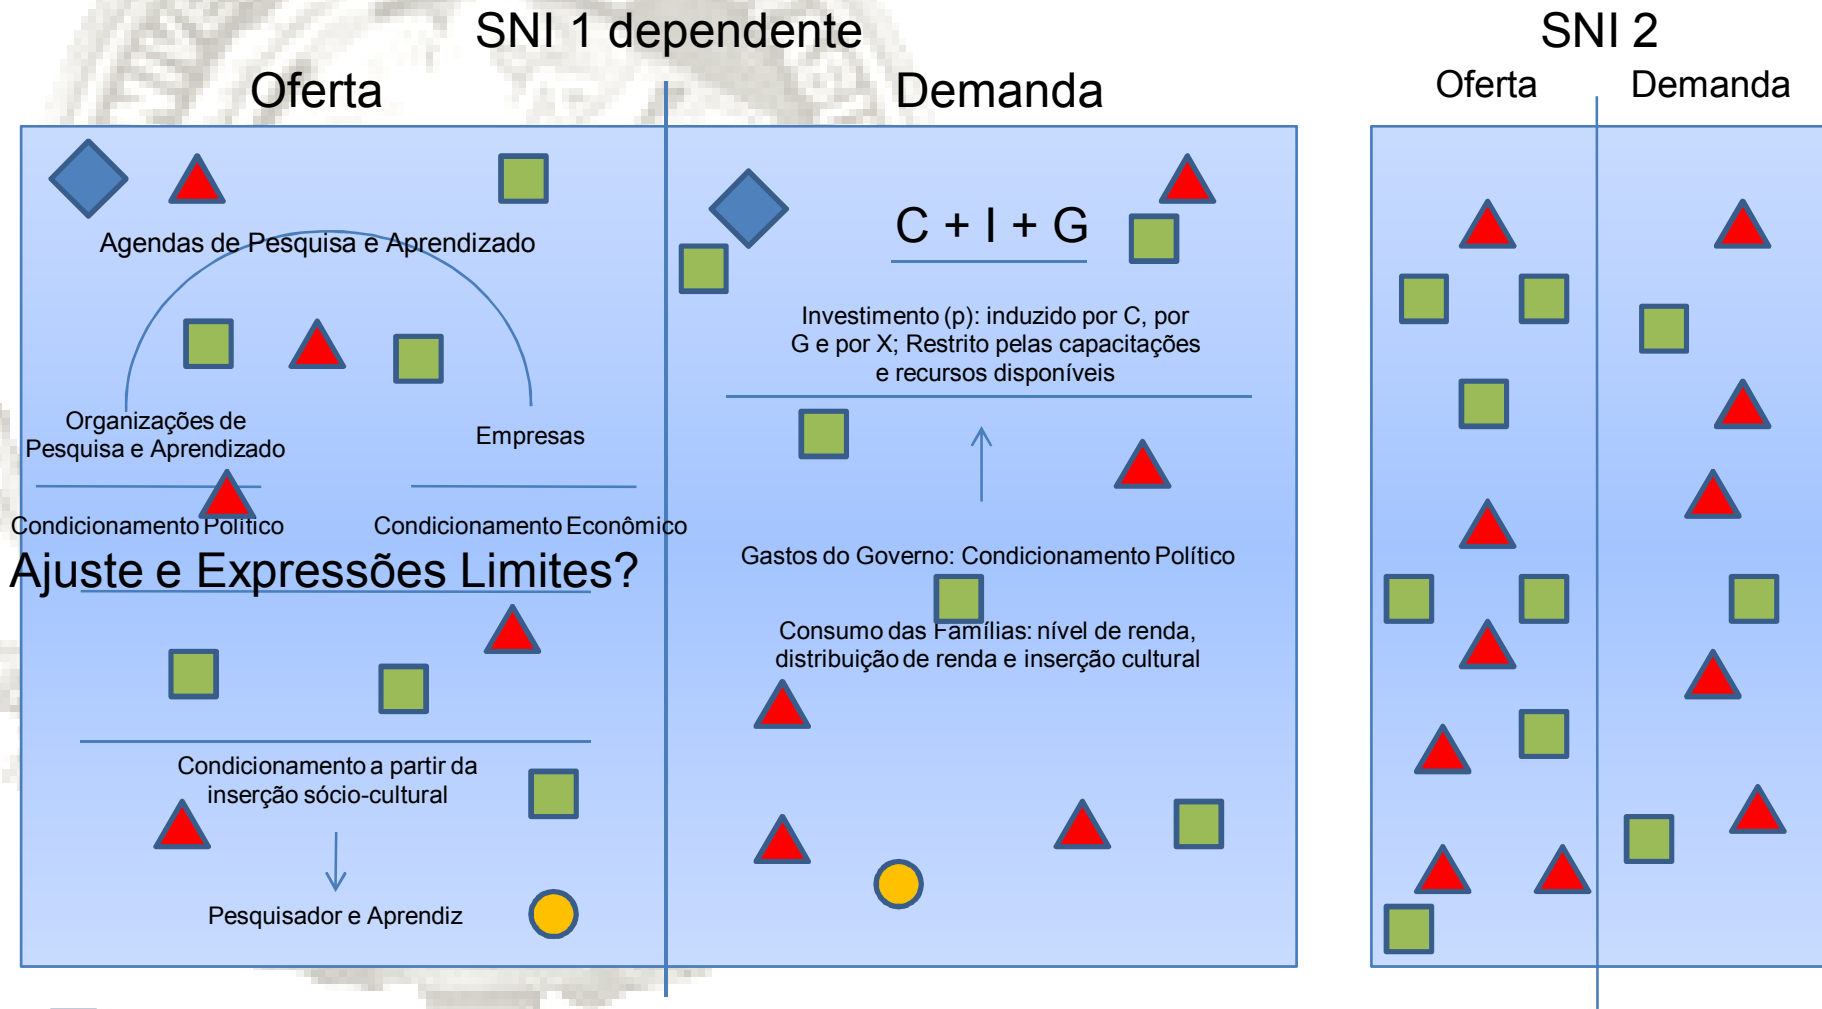 SNI 1 dependente
Oferta
Demanda
Agendas de Pesquisa e Aprendizado
Organizações de
Pesquisa e Aprendizado
Empresas
Condicionamento Político
Condicionamento Econômico
Ajuste e Expressões Limites?
Condicionamento a partir da
inserção sócio-cultural
Pesquisador e Aprendiz
C + I + G
Investimento (p): induzido por C, por
G e por X; Restrito pelas capacitações
e recursos disponíveis
Gastos do Governo: Condicionamento Político
Consumo das Famílias: nível de renda,
distribuição de renda e inserção cultural
SNI 2
Oferta
Demanda